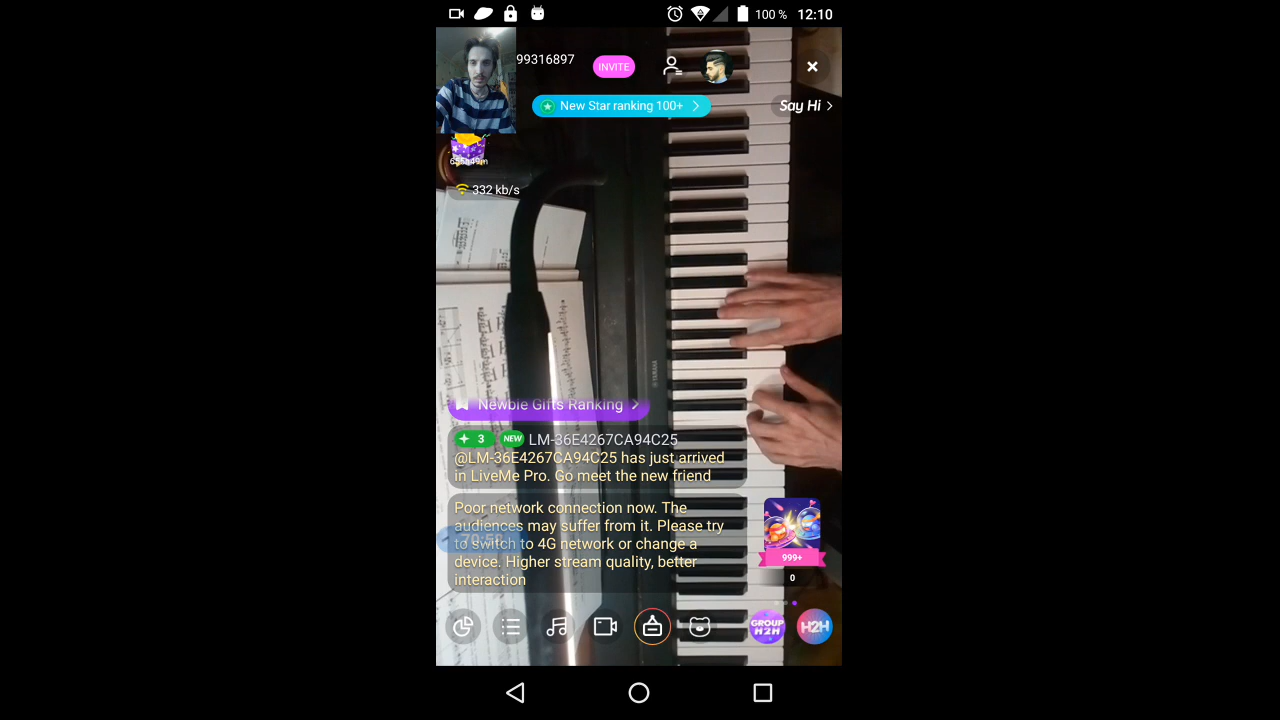 100 % 12:10
99316897
INVITE
New Star ranking 100+
Say Hi
332 kb/s
YAMAHA
Newbie Gifts Ranking
3 NEW LM-36E4267CA94C25
@LM-36E4267CA94C25 has just arrived
in LiveMe Pro. Go meet the new friend
Poor network connection now. The
audiences may suffer from it. Please try
to switch to 4G network or change a
device. Higher stream quality, better
interaction
999+
0
GROUP
H2H
H2H